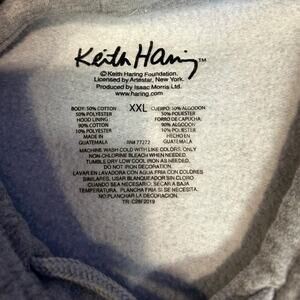 Keith Haring™
©Keith Haring Foundation.
Licensed by Artestar, New York.
Produced by Isaac Morris Ltd.
www.haring.com
BODY: 50% COTTON XXL CUERPO: 50% ALGODON
50% POLYESTER 50% POLIESTER
HOOD LINING FORRO DE CAPUCHA:
90% COTTON 90% ALGODON
10% POLYESTER 10% POLIESTER
MADE IN HECHO EN
GUATEMALA RN# 77272 GUATEMALA
MACHINE WASH COLD WITH LIKE COLORS. ONLY
NON-CHLORINE BLEACH WHEN NEEDED.
TUMBLE DRY LOW COOL IRON AS NEEDED.
DO NOT IRON DECORATION.
LAVAR EN LAVADORA CON AGUA FRIA CON COLORES
SIMILARES. USAR BLANQUEADOR SIN CLORO
CUANDO SEA NECESARIO. SECAR A BAJA
TEMPERATURA. PLANCHA FRIA SI SE NECESITA.
NO PLANCHAR LA DECORACION
TR: C28F2019